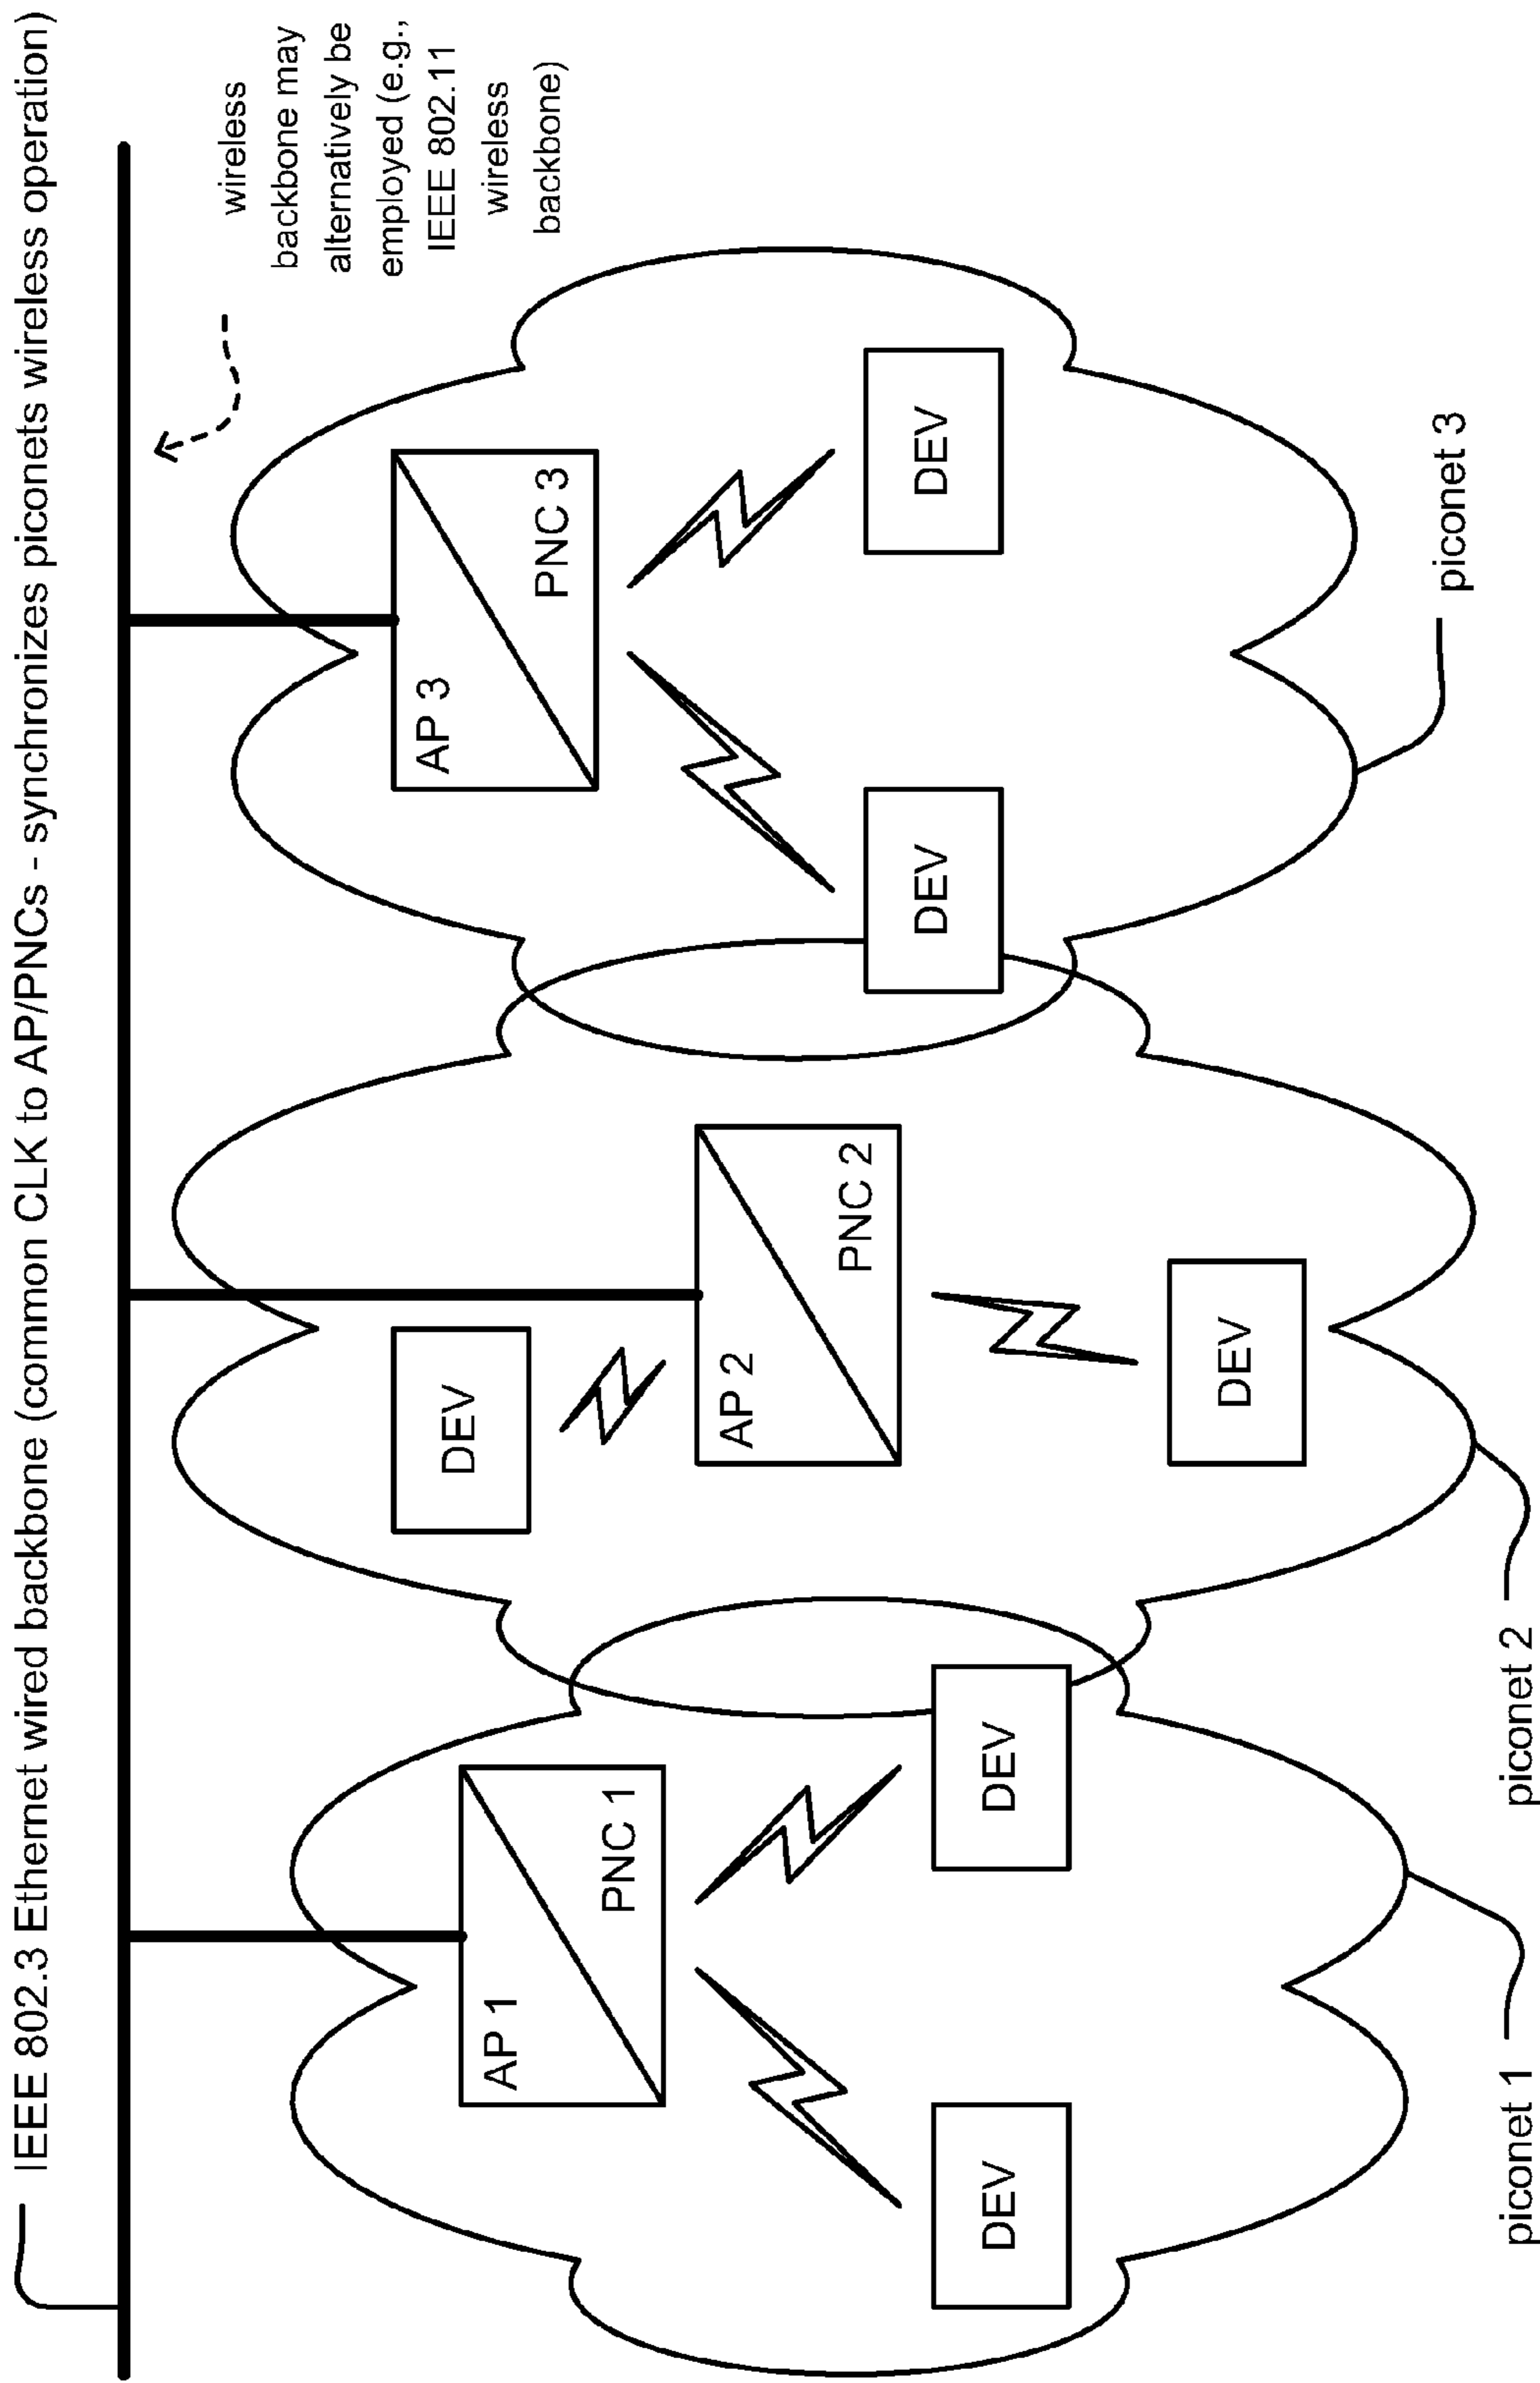 IEEE 802.3 Ethernet wired backbone (common CLK to AP/PNCs - synchronizes piconets wireless operation)
wireless
backbone may
alternatively be
employed (e.g.,
IEEE 802.11
wireless
backbone)
AP 1
PNC 1
DEV
DEV
piconet 1
DEV
AP 2
PNC 2
DEV
piconet 2
AP 3
PNC 3
DEV
DEV
piconet 3